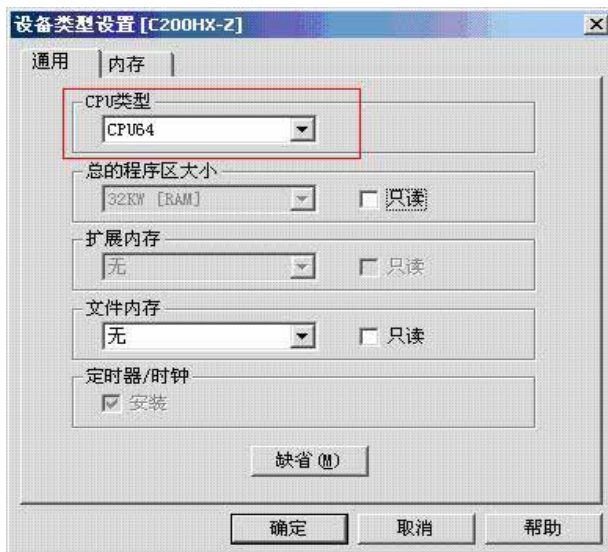 设备类型设置[C200HX-Z]
通用 内存
CPU类型
CPU64
总的程序区大小
32KW [RAM] 只读
扩展内存
无 只读
文件内存
无 只读
定时器/时钟
安装
缺省(M)
确定 取消 帮助